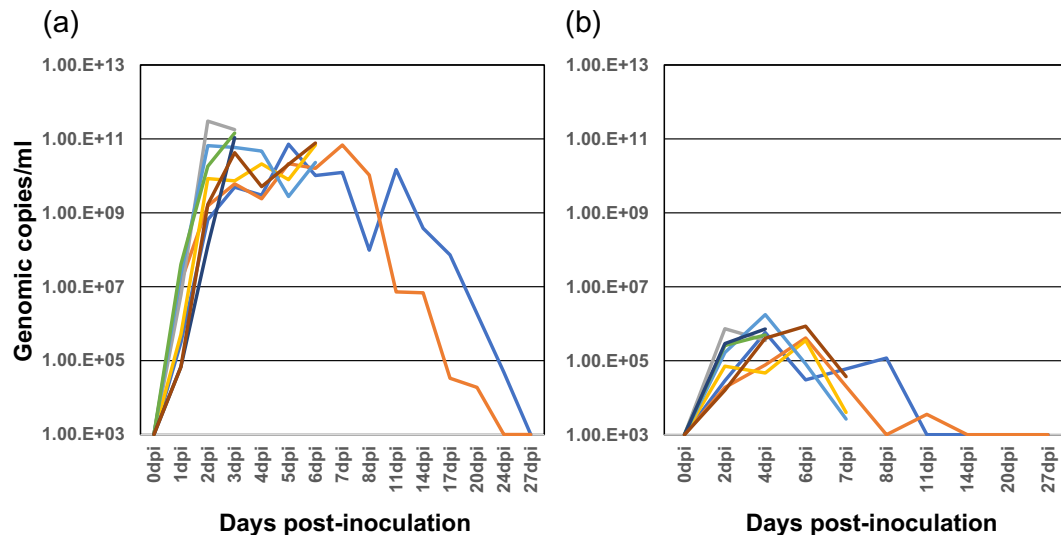 (a)
Genomic copies/ml
1.00.E+13
1.00.E+11
1.00.E+09
1.00.E+07
1.00.E+05
1.00.E+03
0dpi
1dpi
2dpi
3dpi
4dpi
5dpi
6dpi
7dpi
8dpi
11dpi
14dpi
17dpi
20dpi
24dpi
27dpi
Days post-inoculation
(b)
1.00.E+13
1.00.E+11
1.00.E+09
1.00.E+07
1.00.E+05
1.00.E+03
0dpi
2dpi
4dpi
6dpi
7dpi
8dpi
11dpi
14dpi
20dpi
27dpi
Days post-inoculation